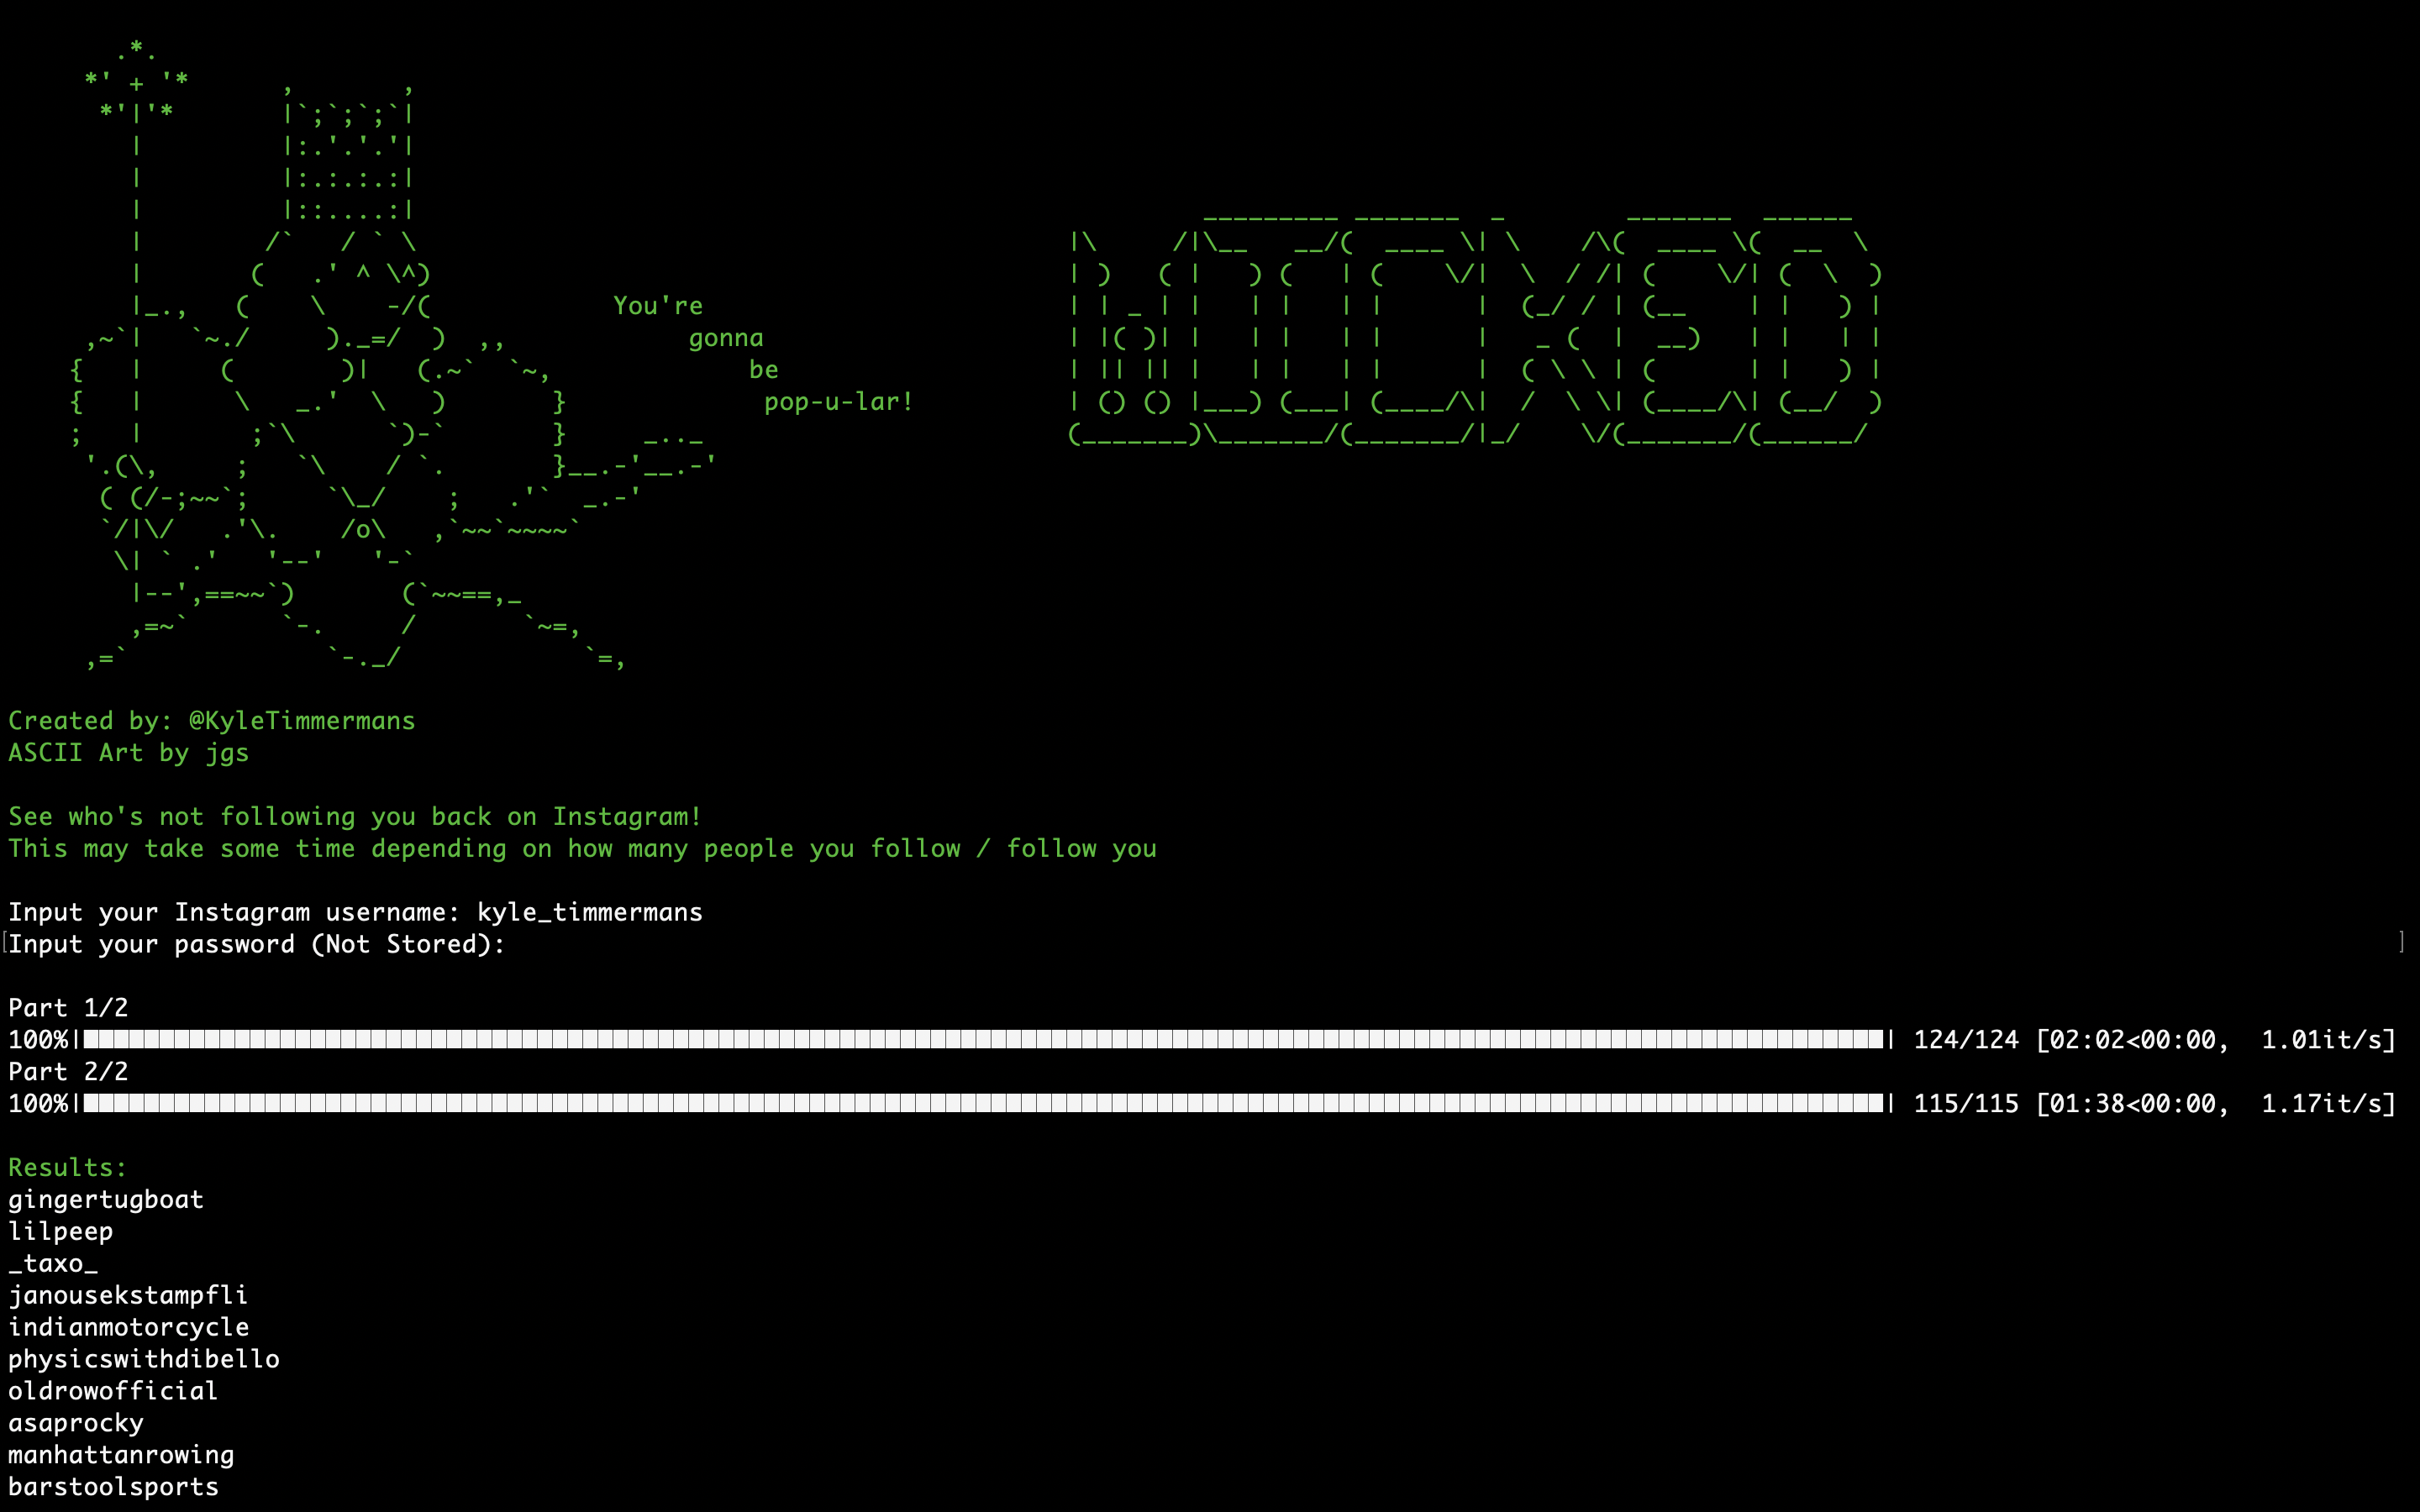 You're
gonna
be
pop-u-lar!
WICKED
Created by: @KyleTimmermans
ASCII Art by jgs
See who's not following you back on Instagram!
This may take some time depending on how many people you follow / follow you
Input your Instagram username: kyle_timmermans
[Input your password (Not Stored): ]
Part 1/2
100%| | 124/124 [02:02<00:00, 1.01it/s]
Part 2/2
100%| | 115/115 [01:38<00:00, 1.17it/s]
Results:
gingertugboat
lilpeep
_taxo_
janousekstampfli
indianmotorcycle
physicswithdibello
oldrowofficial
asaprocky
manhattanrowing
barstoolsports